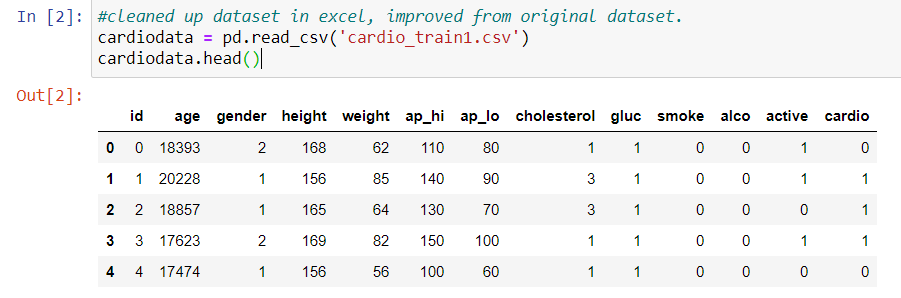 In [2]: #cleaned up dataset in excel, improved from original dataset.
cardiodata = pd.read_csv('cardio_train1.csv')
cardiodata.head()
Out[2]:
id age gender height weight ap_hi ap_lo cholesterol gluc smoke alco active cardio
0 0 18393 2 168 62 110 80 1 1 0 0 1 0
1 1 20228 1 156 85 140 90 3 1 0 0 1 1
2 2 18857 1 165 64 130 70 3 1 0 0 0 1
3 3 17623 2 169 82 150 100 1 1 0 0 1 1
4 4 17474 1 156 56 100 60 1 1 0 0 0 0